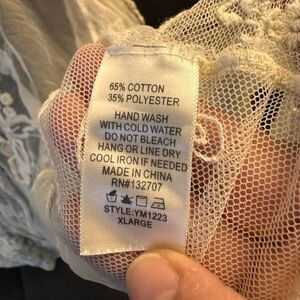 65% COTTON
35% POLYESTER
HAND WASH
WITH COLD WATER
DO NOT BLEACH
HANG OR LINE DRY
COOL IRON IF NEEDED
MADE IN CHINA
RN#132707
STYLE:YM1223
XLARGE